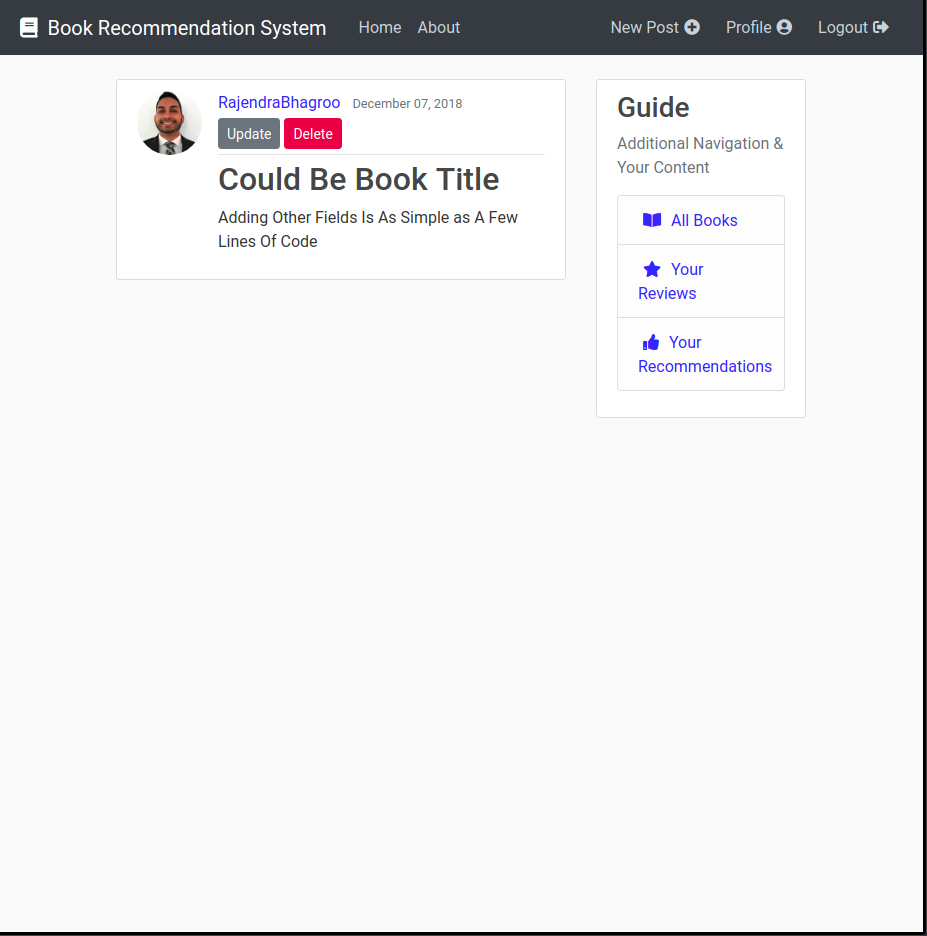 Book Recommendation System Home About New Post Profile Logout
RajendraBhagroo December 07, 2018
Update Delete
Could Be Book Title
Adding Other Fields Is As Simple as A Few
Lines Of Code
Guide
Additional Navigation &
Your Content
All Books
Your
Reviews
Your
Recommendations